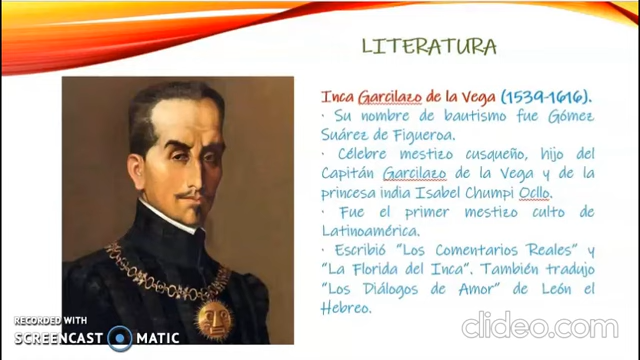 LITERATURA
Inca Garcilazo de la Vega (1539-1616).
· Su nombre de bautismo fue Gómez
Suárez de Figueroa.
· Célebre mestizo cusqueño, hijo del
Capitán Garcilazo de la Vega y de la
princesa india Isabel Chumpi Ocllo.
· Fue el primer mestizo culto de
Latinoamérica.
· Escribió “Los Comentarios Reales” y
“La Florida del Inca”. También tradujo
“Los Diálogos de Amor” de León el
Hebreo.
RECORDED WITH
SCREENCAST MATIC
clideo.com